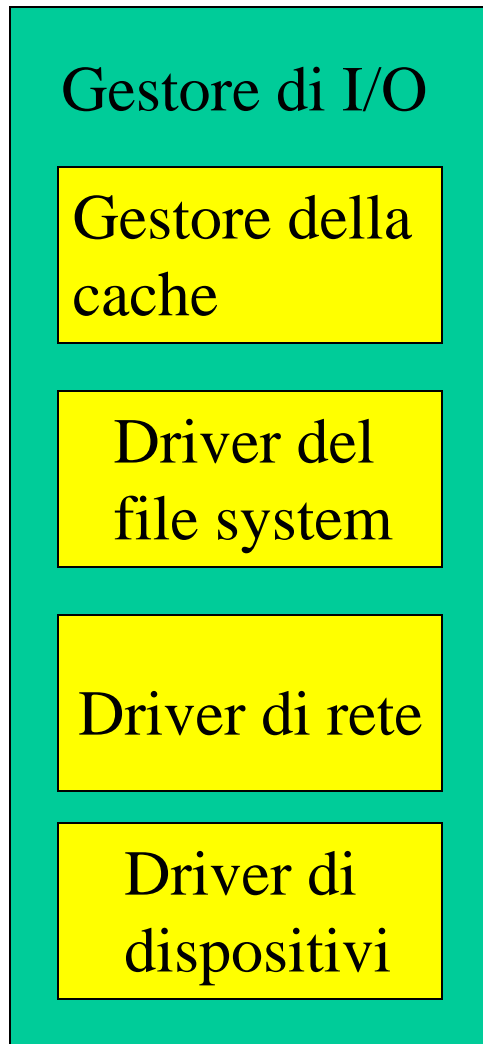 Gestore di I/O
Gestore della
cache
Driver del
file system
Driver di rete
Driver di
dispositivi